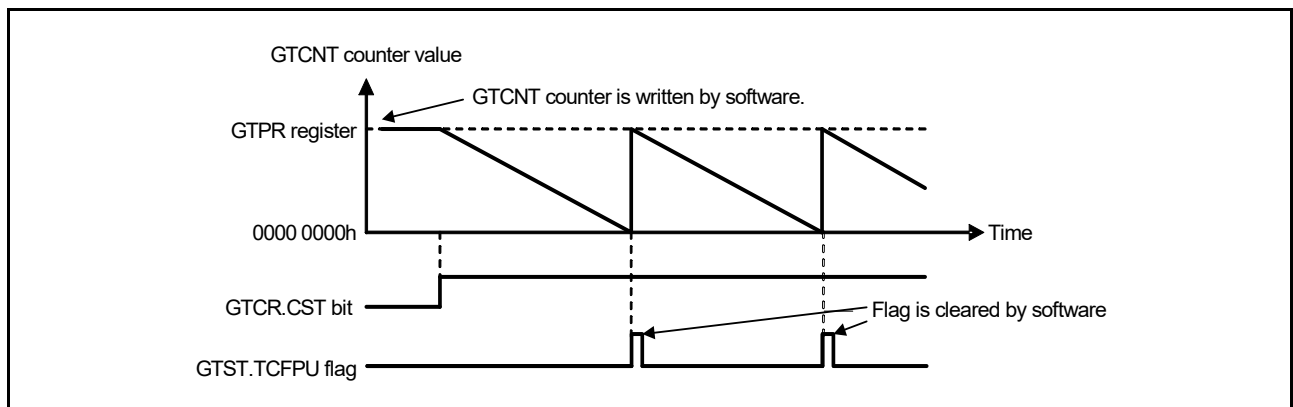 GTCNT counter value
GTCNT counter is written by software.
GTPR register
0000 0000h
Time
GTCR.CST bit
Flag is cleared by software
GTST.TCFPU flag